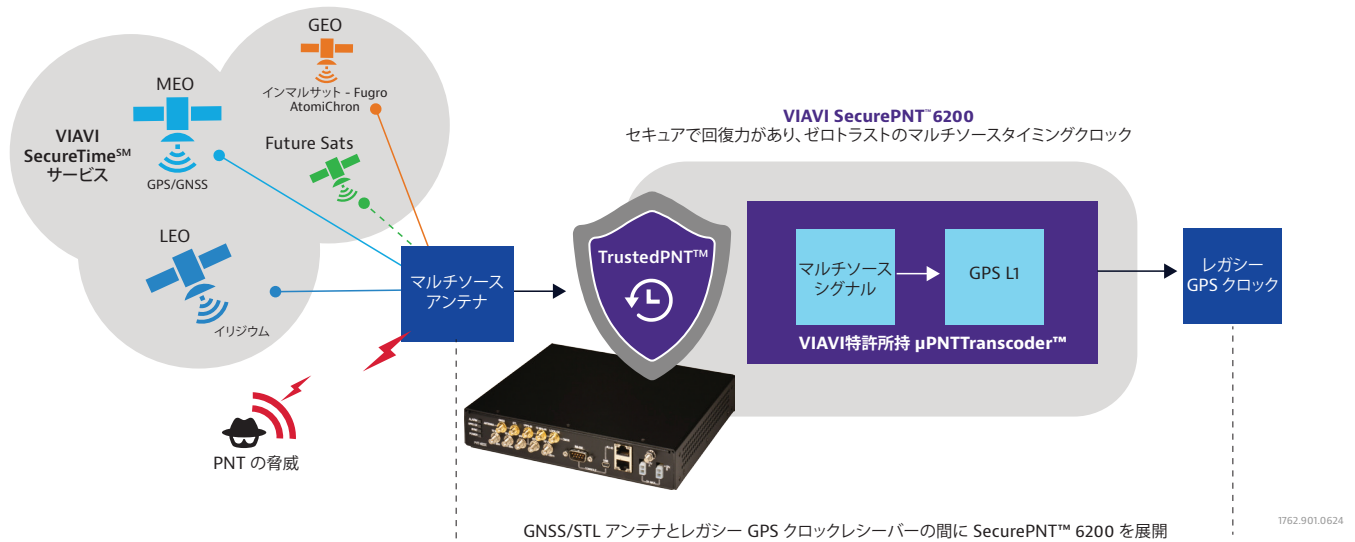 GEO
インマルサット - Fugro
AtomiChron
MEO
GPS/GNSS
VIAVI
SecureTime℠
サービス
Future Sats
LEO
イリジウム
マルチソース
アンテナ
PNT の脅威
TrustedPNT™
VIAVI SecurePNT™ 6200
セキュアで回復力があり、ゼロトラストのマルチソースタイミングクロック
マルチソース
シグナル
GPS L1
VIAVI特許所持 µPNTTranscoder™
レガシー
GPS クロック
GNSS/STL アンテナとレガシー GPS クロックレシーバーの間に SecurePNT™ 6200 を展開
1762.901.0624